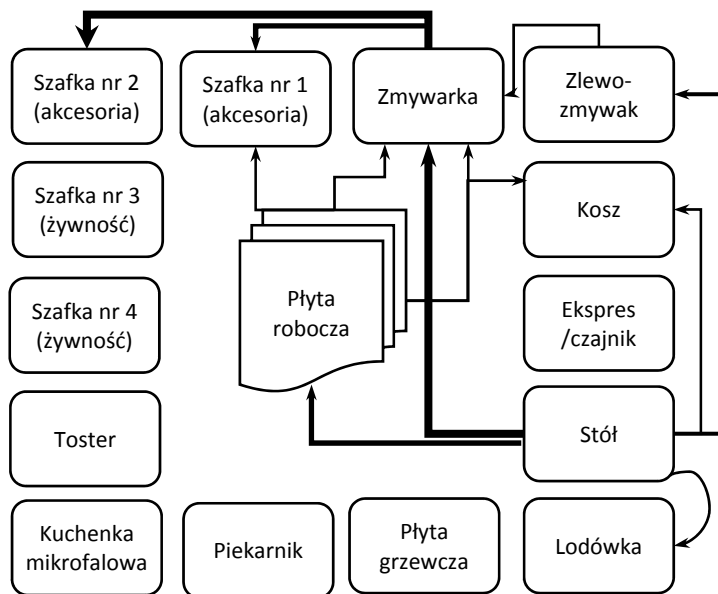 Szafka nr 2
(akcesoria)
Szafka nr 1
(akcesoria)
Zmywarka
Zlewo-
zmywak
Szafka nr 3
(żywność)
Kosz
Szafka nr 4
(żywność)
Płyta
robocza
Ekspres
/czajnik
Toster
Stół
Kuchenka
mikrofalowa
Piekarnik
Płyta
grzewcza
Lodówka